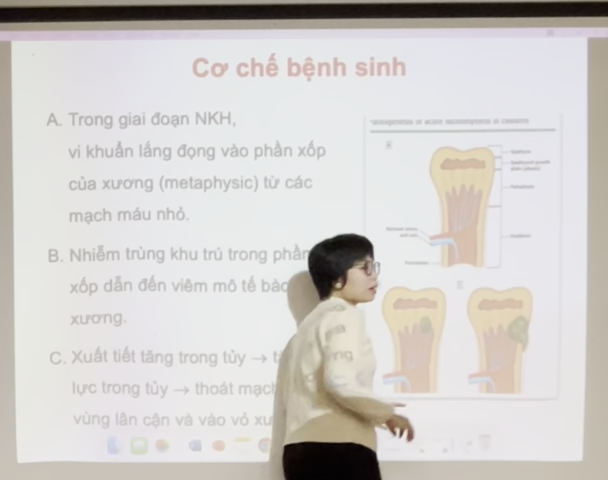 Cơ chế bệnh sinh
A. Trong giai đoạn NKH,
vi khuẩn lắng đọng vào phần xốp
của xương (metaphysic) từ các
mạch máu nhỏ.
B. Nhiễm trùng khu trú trong phần
xốp dẫn đến viêm mô tế bào
xương.
C. Xuất tiết tăng trong tủy →
lực trong tủy → thoát mạch
vùng lân cận và vào vỏ